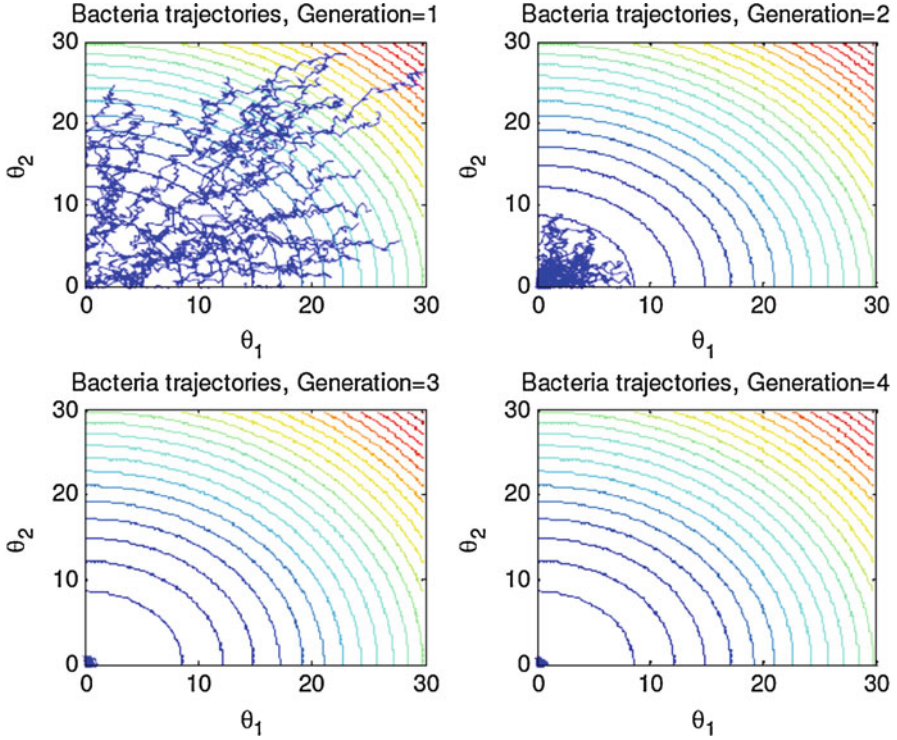 Bacteria trajectories, Generation=1
30
20
θ2
10
0
0 10 20 30
θ1
Bacteria trajectories, Generation=2
30
20
θ2
10
0
0 10 20 30
θ1
Bacteria trajectories, Generation=3
30
20
θ2
10
0
0 10 20 30
θ1
Bacteria trajectories, Generation=4
30
20
θ2
10
0
0 10 20 30
θ1